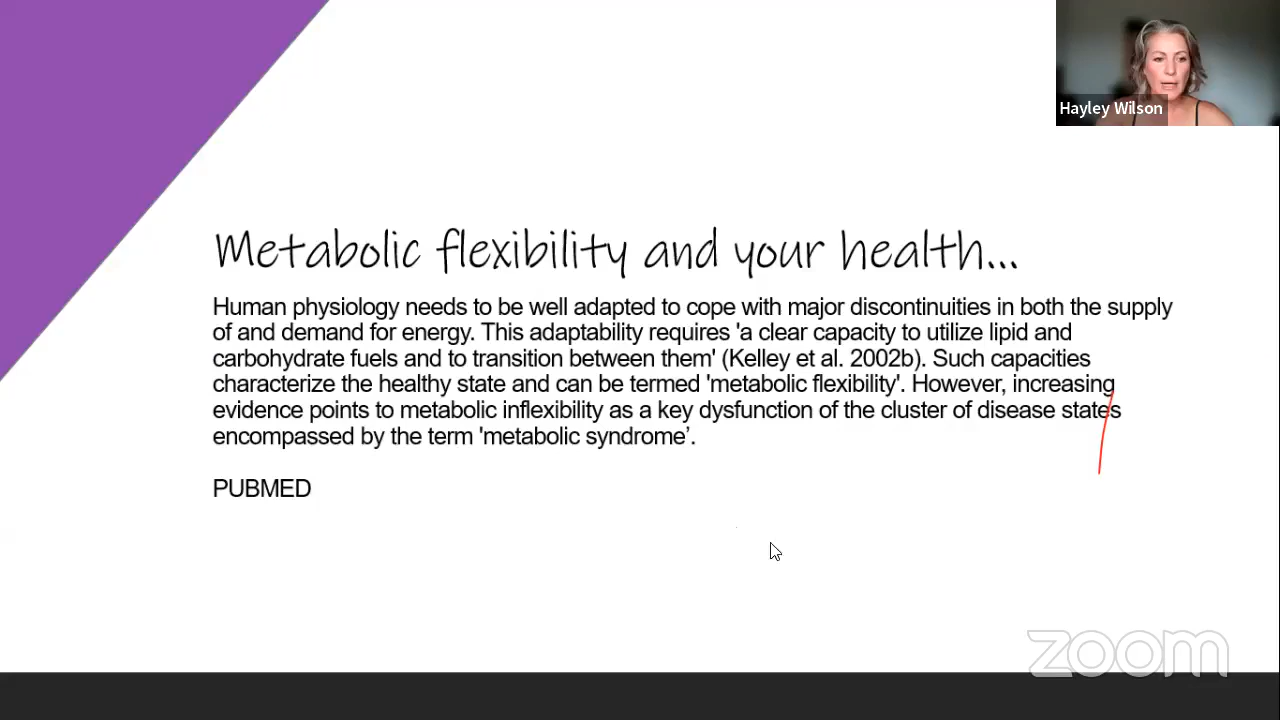 Hayley Wilson
Metabolic flexibility and your health...
Human physiology needs to be well adapted to cope with major discontinuities in both the supply
of and demand for energy. This adaptability requires 'a clear capacity to utilize lipid and
carbohydrate fuels and to transition between them' (Kelley et al. 2002b). Such capacities
characterize the healthy state and can be termed 'metabolic flexibility'. However, increasing
evidence points to metabolic inflexibility as a key dysfunction of the cluster of disease states
encompassed by the term 'metabolic syndrome’.
PUBMED
zoom